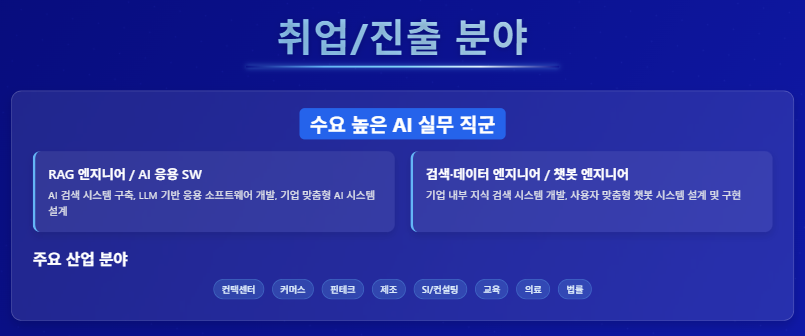 취업/진출 분야
수요 높은 AI 실무 직군
RAG 엔지니어 / AI 응용 SW
AI 검색 시스템 구축, LLM 기반 응용 소프트웨어 개발, 기업 맞춤형 AI 시스템
설계
검색·데이터 엔지니어 / 챗봇 엔지니어
기업 내부 지식 검색 시스템 개발, 사용자 맞춤형 챗봇 시스템 설계 및 구현
주요 산업 분야
컨택센터 커머스 핀테크 제조 SI/컨설팅 교육 의료 법률